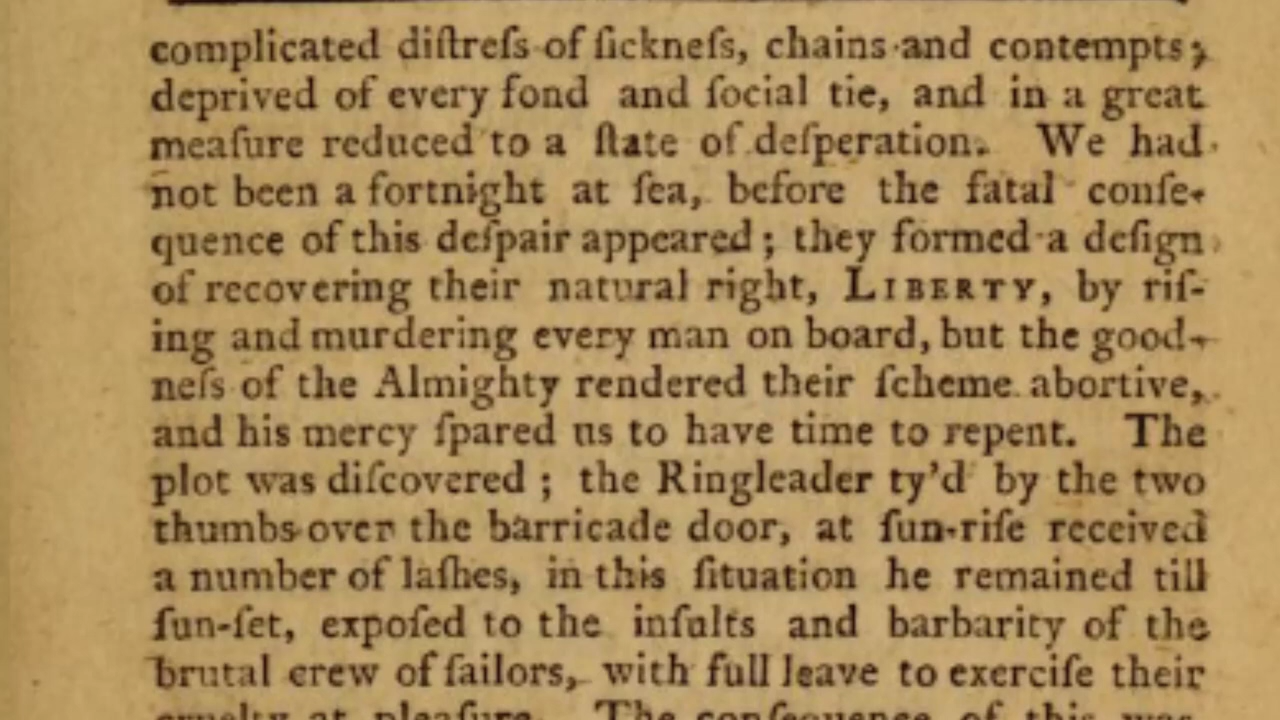 complicated diſtreſs of ſickneſs, chains and contempts;
deprived of every fond and ſocial tie, and in a great
meaſure reduced to a ſtate of deſperation. We had
not been a fortnight at ſea, before the fatal conſe-
quence of this deſpair appeared; they formed a deſign
of recovering their natural right, LIBERTY, by riſ-
ing and murdering every man on board, but the good-
neſs of the Almighty rendered their ſcheme abortive,
and his mercy ſpared us to have time to repent. The
plot was diſcovered; the Ringleader ty'd by the two
thumbs over the barricade door, at ſun-riſe received
a number of laſhes, in this ſituation he remained till
ſun-ſet, expoſed to the inſults and barbarity of the
brutal crew of ſailors, with full leave to exerciſe their
cruelty at pleaſure. The conſequence of this was